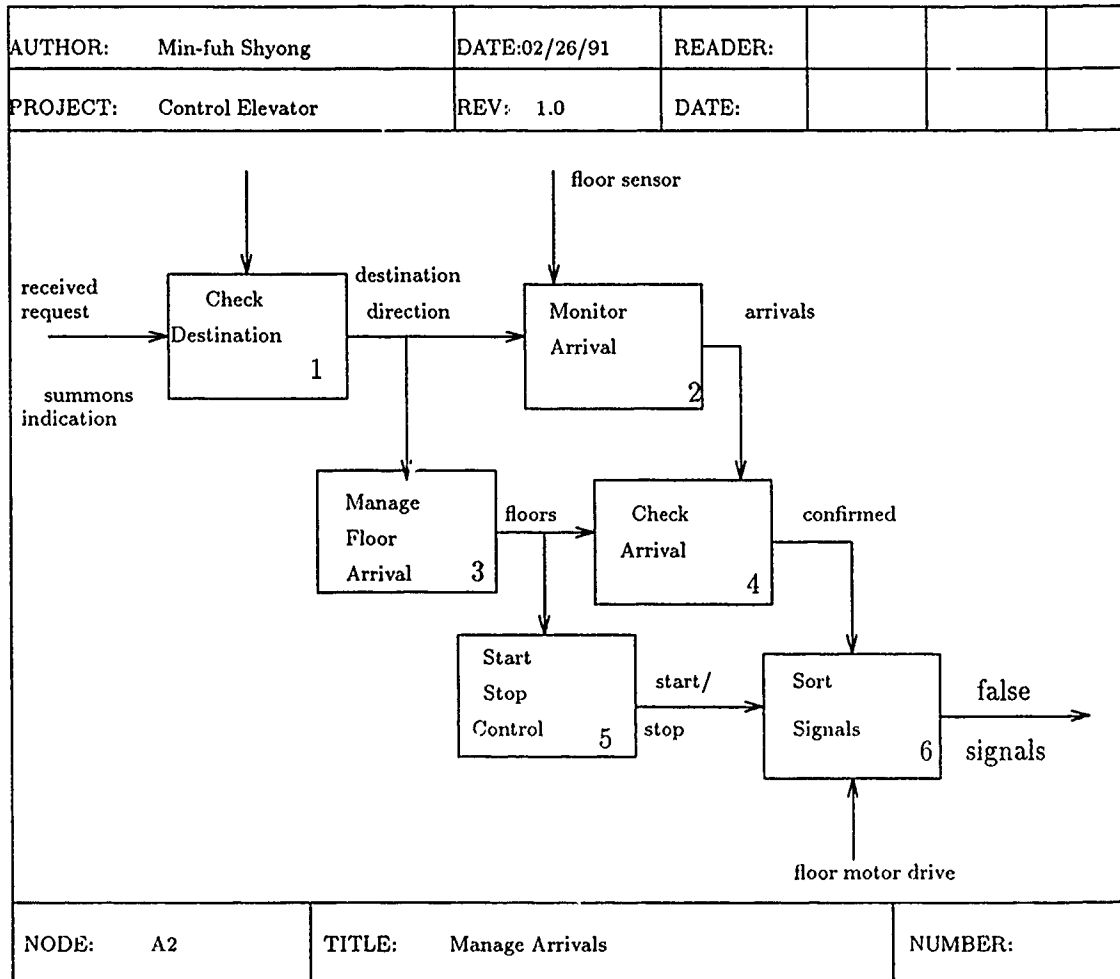 AUTHOR: Min-fuh Shyong DATE:02/26/91 READER:
PROJECT: Control Elevator REV: 1.0 DATE:
floor sensor
received
request
summons
indication
Check
Destination
1
destination
direction
Monitor
Arrival
2
arrivals
Manage
Floor
Arrival
3
floors
Check
Arrival
4
confirmed
Start
Stop
Control
5
start/
stop
Sort
Signals
6
false
signals
floor motor drive
NODE: A2 TITLE: Manage Arrivals NUMBER: